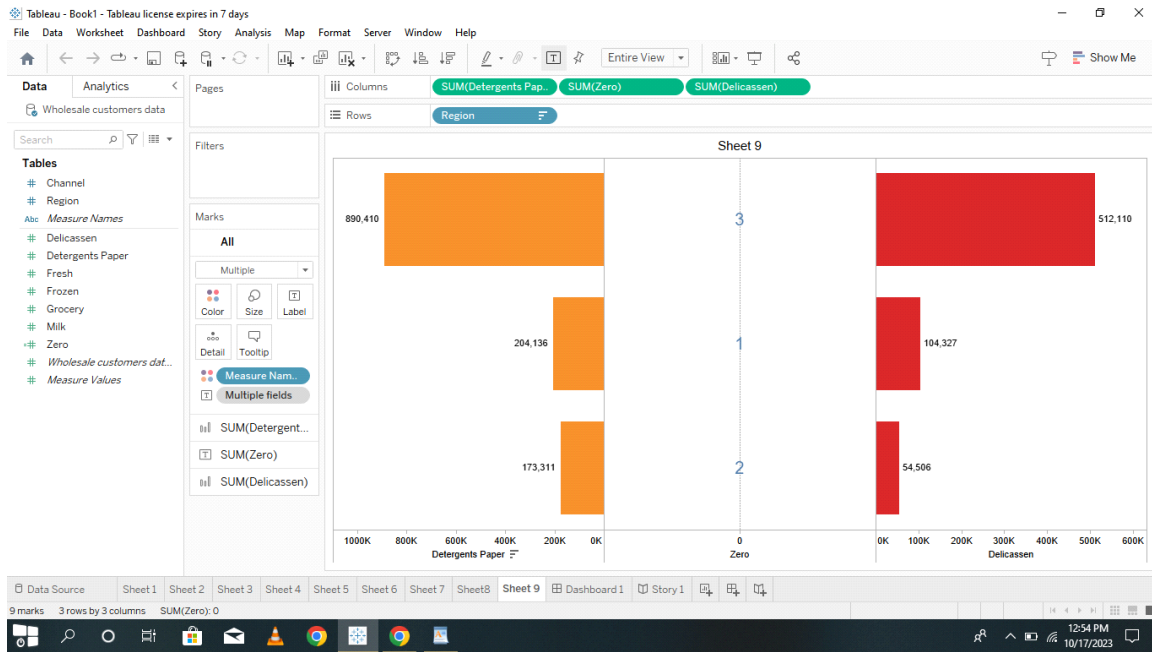 Tableau - Book1 - Tableau license expires in 7 days
File Data Worksheet Dashboard Story Analysis Map Format Server Window Help
Entire View
Show Me
Data Analytics
Wholesale customers data
Search
Tables
Channel
Region
Abc Measure Names
Delicassen
Detergents Paper
Fresh
Frozen
Grocery
Milk
Zero
Wholesale customers dat...
Measure Values
Pages
Filters
Marks
All
Multiple
Color Size Label
Detail Tooltip
Measure Nam..
Multiple fields
SUM(Detergent...
SUM(Zero)
SUM(Delicassen)
Columns SUM(Detergents Pap.. SUM(Zero) SUM(Delicassen)
Rows Region
Sheet 9
890,410 3 512,110
204,136 1 104,327
173,311 2 54,506
1000K 800K 600K 400K 200K 0K 0 0K 100K 200K 300K 400K 500K 600K
Detergents Paper Zero Delicassen
Data Source Sheet 1 Sheet 2 Sheet 3 Sheet 4 Sheet 5 Sheet 6 Sheet 7 Sheet8 Sheet 9 Dashboard 1 Story 1
9 marks 3 rows by 3 columns SUM(Zero): 0
12:54 PM
10/17/2023